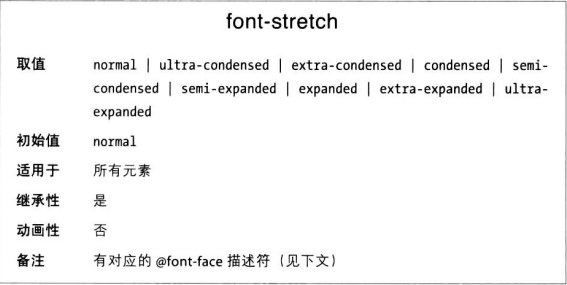 font-stretch
取值 normal | ultra-condensed | extra-condensed | condensed | semi-
condensed | semi-expanded | expanded | extra-expanded | ultra-
expanded
初始值 normal
适用于 所有元素
继承性 是
动画性 否
备注 有对应的 @font-face 描述符（见下文）